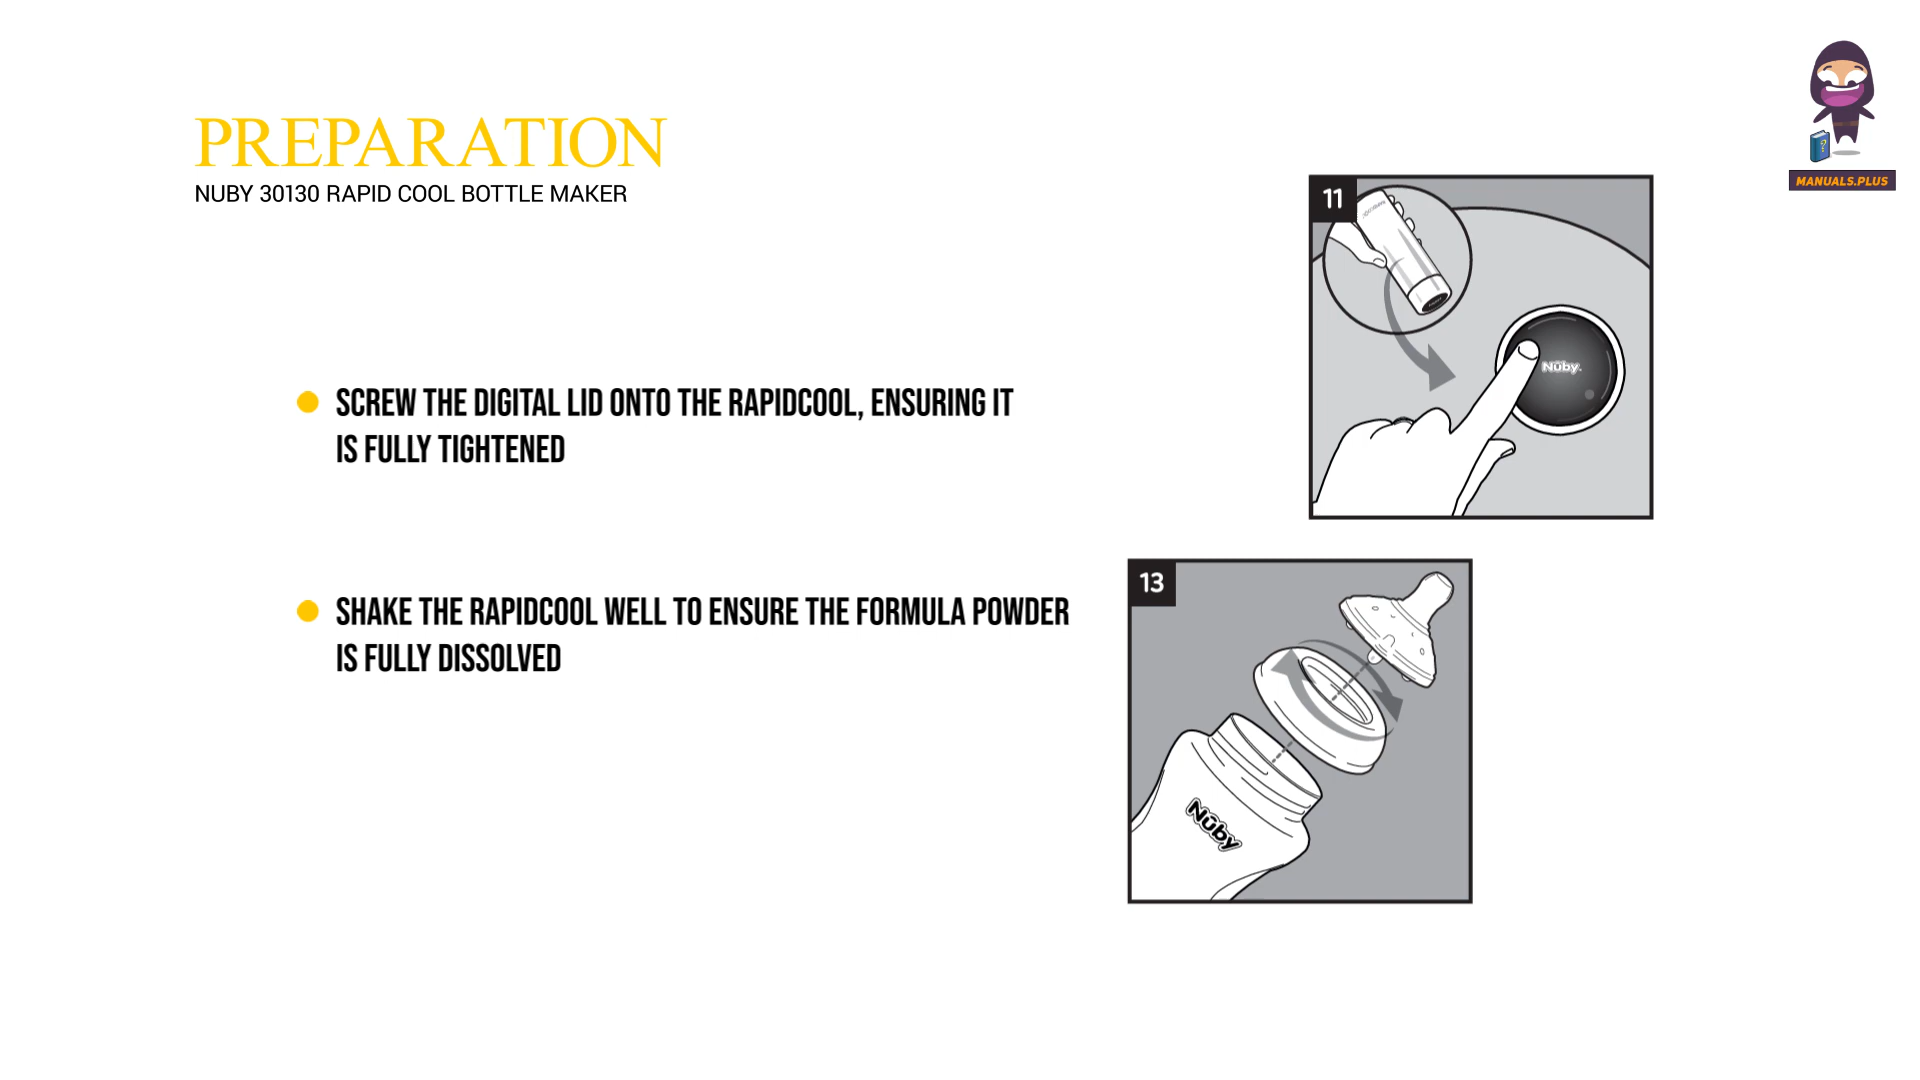 PREPARATION
NUBY 30130 RAPID COOL BOTTLE MAKER
MANUALS.PLUS
11
Nûby
SCREW THE DIGITAL LID ONTO THE RAPIDCOOL, ENSURING IT
IS FULLY TIGHTENED
SHAKE THE RAPIDCOOL WELL TO ENSURE THE FORMULA POWDER
IS FULLY DISSOLVED
13
Nûby